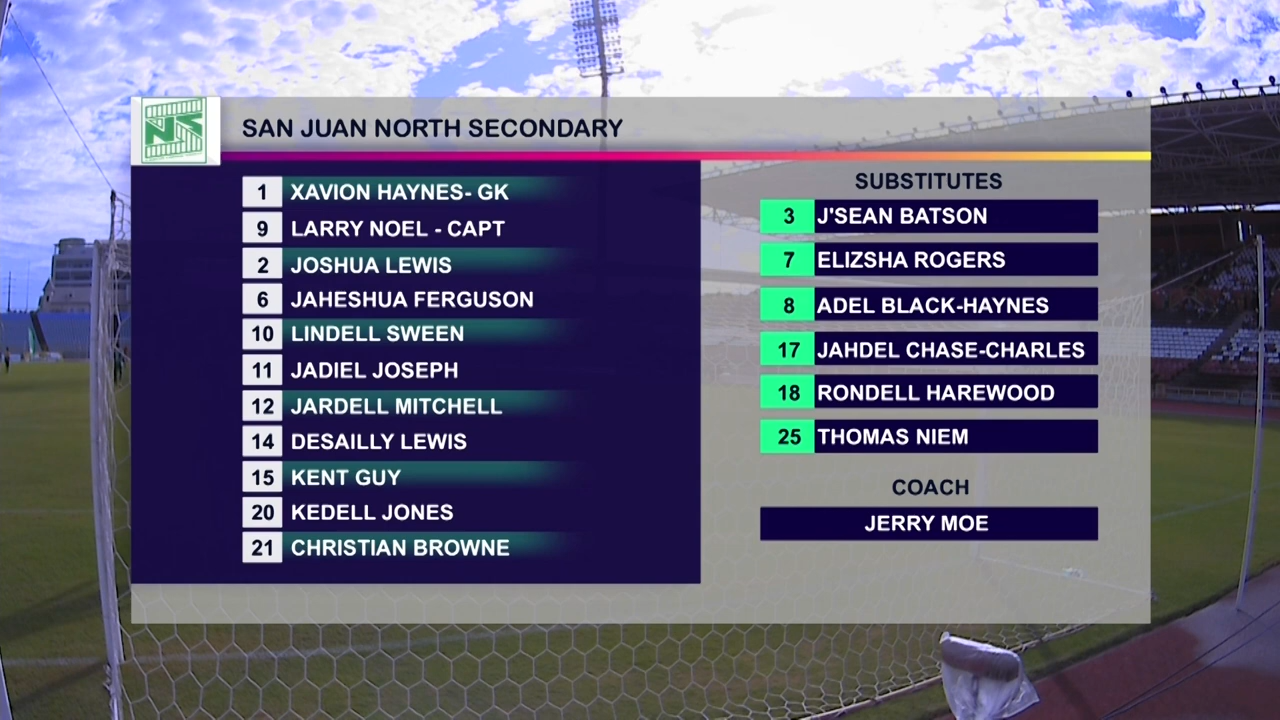 NS
SAN JUAN NORTH SECONDARY
1 XAVION HAYNES- GK
9 LARRY NOEL - CAPT
2 JOSHUA LEWIS
6 JAHESHUA FERGUSON
10 LINDELL SWEEN
11 JADIEL JOSEPH
12 JARDELL MITCHELL
14 DESAILLY LEWIS
15 KENT GUY
20 KEDELL JONES
21 CHRISTIAN BROWNE
SUBSTITUTES
3 J'SEAN BATSON
7 ELIZSHA ROGERS
8 ADEL BLACK-HAYNES
17 JAHDEL CHASE-CHARLES
18 RONDELL HAREWOOD
25 THOMAS NIEM
COACH
JERRY MOE